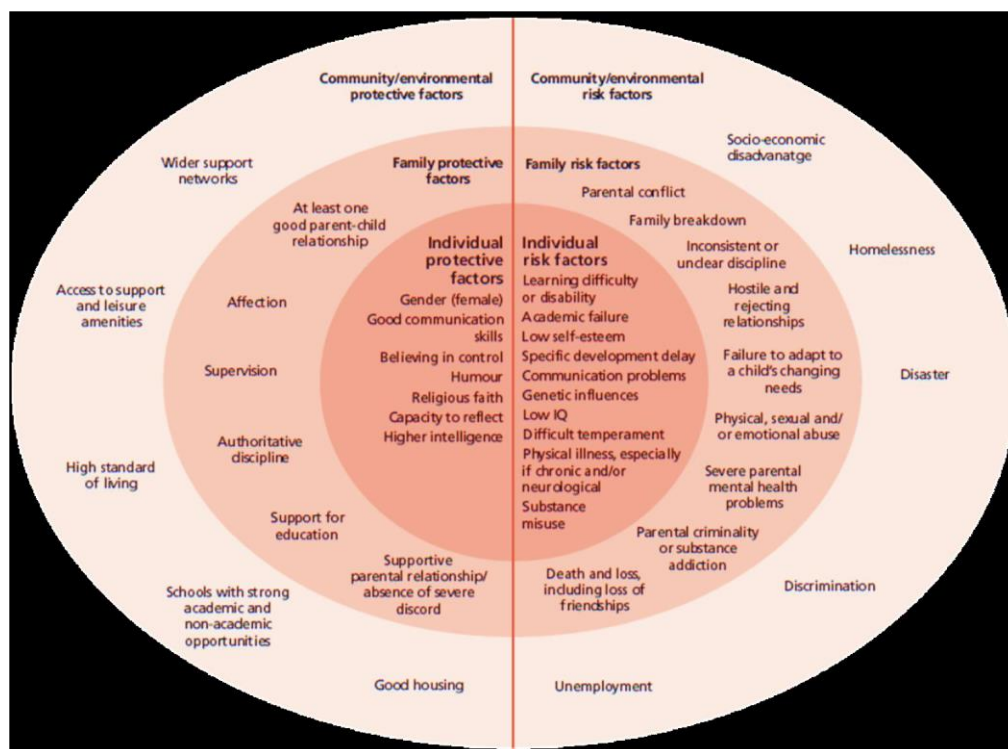 Community/environmental
protective factors
Wider support
networks
Access to support
and leisure
amenities
High standard
of living
Schools with strong
academic and
non-academic
opportunities
Good housing
Family protective
factors
At least one
good parent-child
relationship
Affection
Supervision
Authoritative
discipline
Support for
education
Supportive
parental relationship/
absence of severe
discord
Individual
protective
factors
Gender (female)
Good communication
skills
Believing in control
Humour
Religious faith
Capacity to reflect
Higher intelligence
Individual
risk factors
Learning difficulty
or disability
Academic failure
Low self-esteem
Specific development delay
Communication problems
Genetic influences
Low IQ
Difficult temperament
Physical illness, especially
if chronic and/or
neurological
Substance
misuse
Family risk factors
Parental conflict
Family breakdown
Inconsistent or
unclear discipline
Hostile and
rejecting
relationships
Failure to adapt to
a child's changing
needs
Physical, sexual and/
or emotional abuse
Severe parental
mental health
problems
Parental criminality
or substance
addiction
Death and loss,
including loss of
friendships
Community/environmental
risk factors
Socio-economic
disadvanatge
Homelessness
Disaster
Discrimination
Unemployment